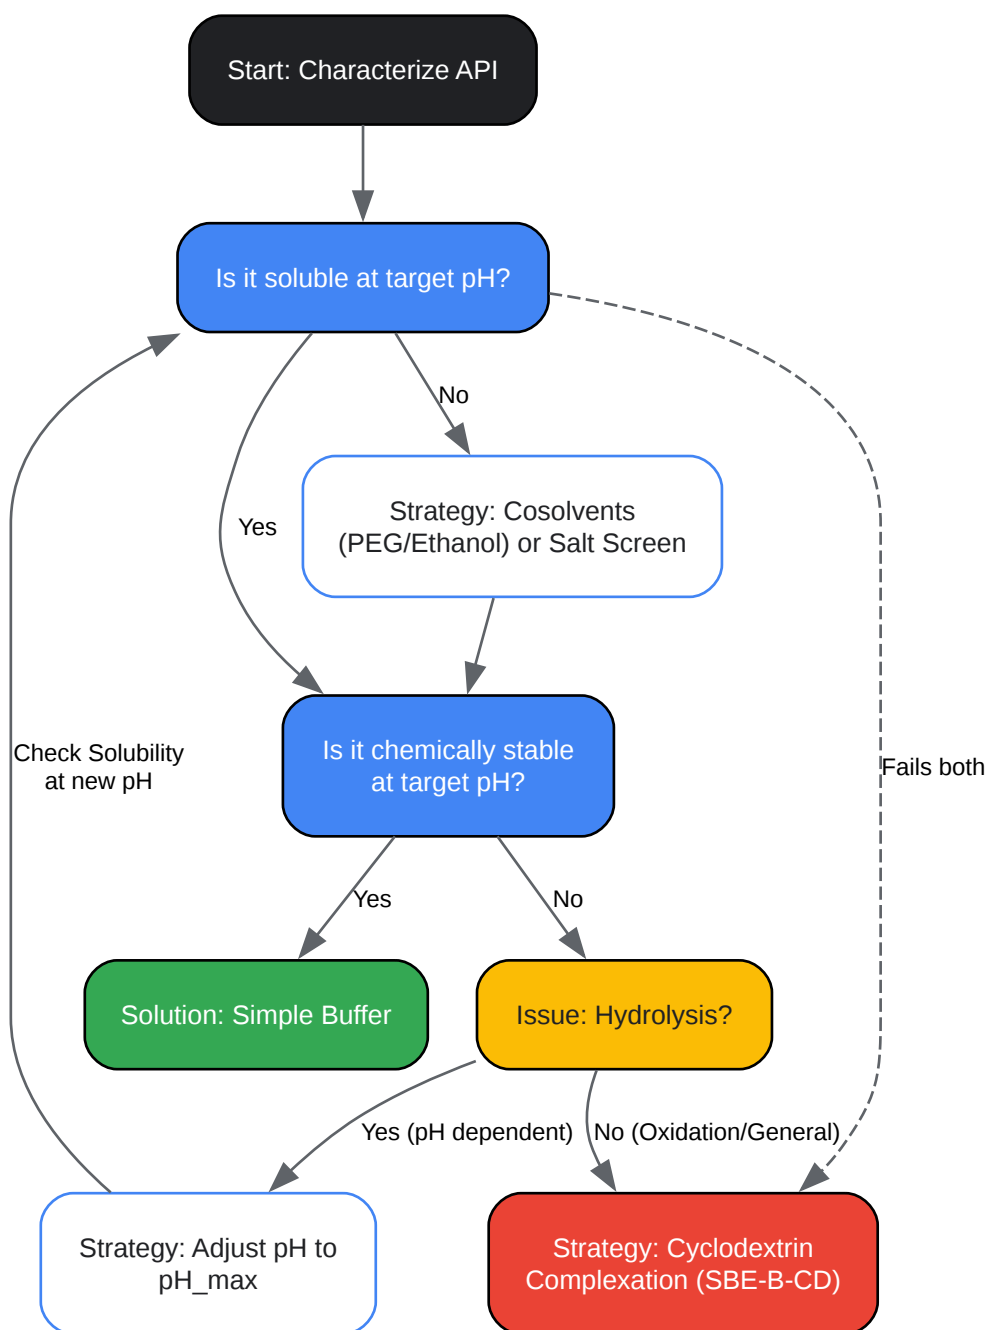 Start: Characterize API
Is it soluble at target pH?
No
Strategy: Cosolvents
(PEG/Ethanol) or Salt Screen
Yes
Is it chemically stable
at target pH?
Check Solubility
at new pH
Fails both
Yes
No
Solution: Simple Buffer
Issue: Hydrolysis?
Yes (pH dependent)
No (Oxidation/General)
Strategy: Adjust pH to
pH_max
Strategy: Cyclodextrin
Complexation (SBE-B-CD)